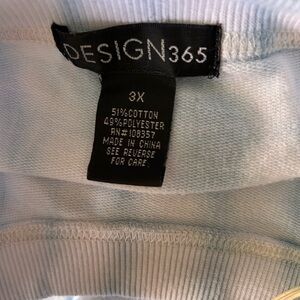 DESIGN365
3X
51%COTTON
49%POLYESTER
RN#108357
MADE IN CHINA
SEE REVERSE
FOR CARE.